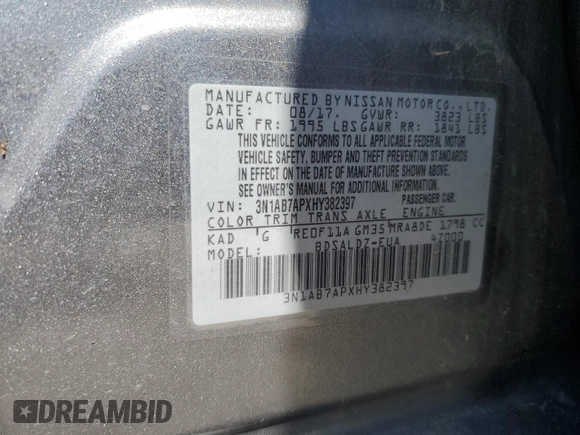 MANUFACTURED BY NISSAN MOTOR CO., LTD.
DATE: 08/17. GVWR: 3823 LBS
GAWR FR: 1995 LBS GAWR RR: 1841 LBS
THIS VEHICLE CONFORMS TO ALL APPLICABLE FEDERAL MOTOR
VEHICLE SAFETY, BUMPER AND THEFT PREVENTION STANDARDS
IN EFFECT ON THE DATE OF MANUFACTURE SHOWN ABOVE.
SEE OWNER'S MANUAL FOR ADDITIONAL INFORMATION.
VIN: 3N1AB7APXHY382397 PASSENGER CAR.
COLOR TRIM TRANS AXLE ENGINE
KAD 'G 'RE0F11A GM35'MRA8DE 1798 CC
MODEL: BDSALDZ-EUA 47000
3N1AB7APXHY382397
DREAMBID